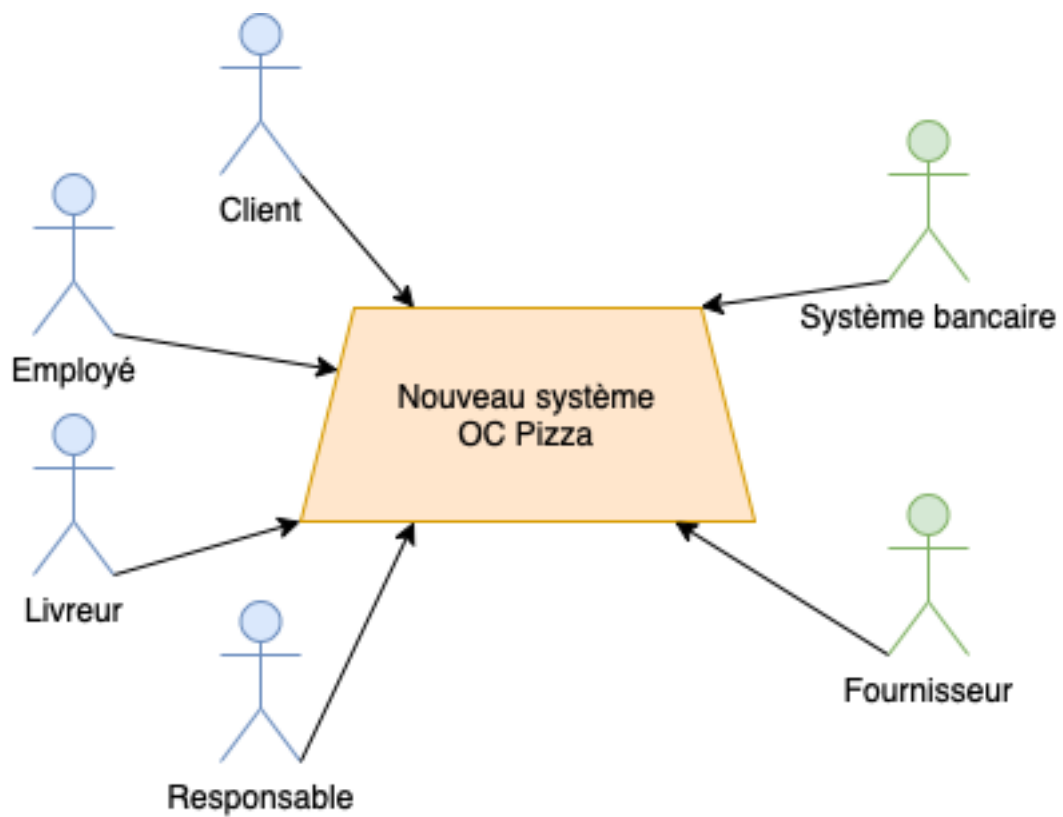 Client
Employé
Système bancaire
Nouveau système
OC Pizza
Livreur
Fournisseur
Responsable